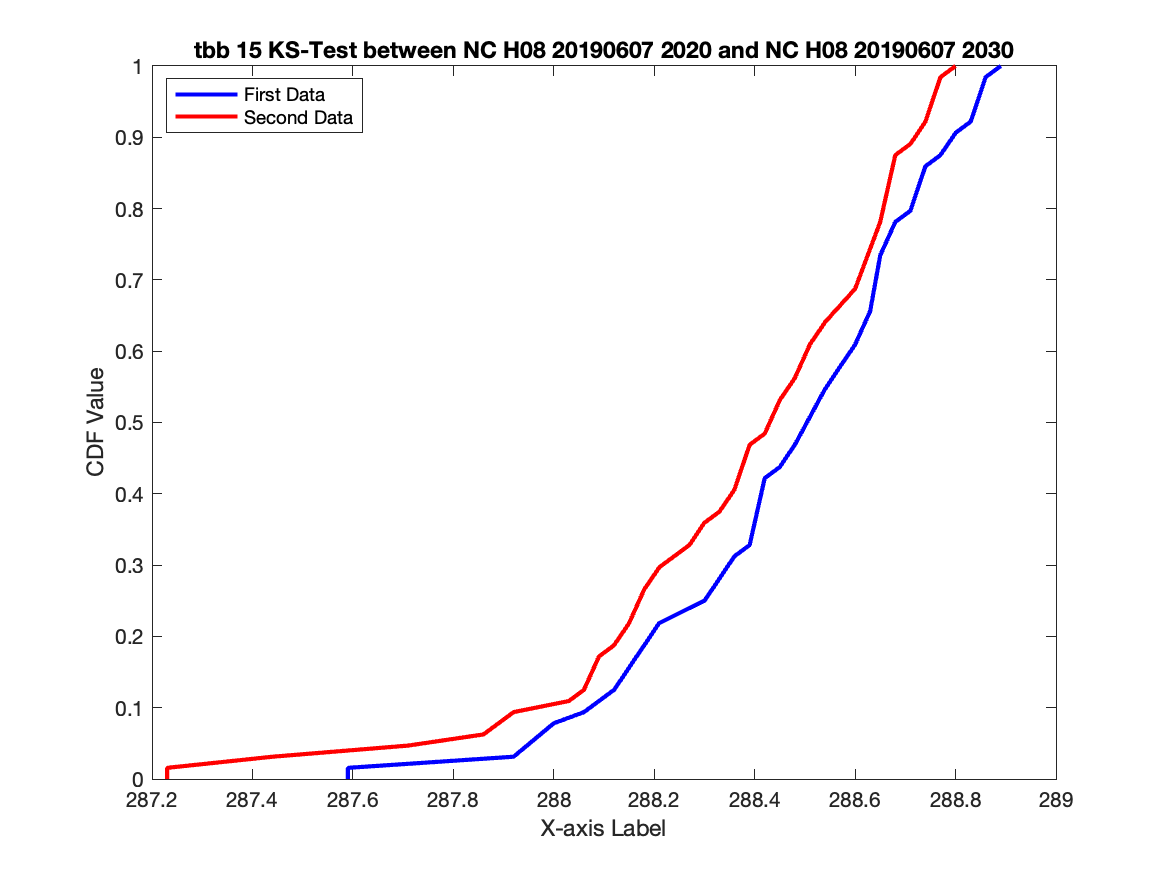 tbb 15 KS-Test between NC H08 20190607 2020 and NC H08 20190607 2030
First Data
Second Data
1
0.9
0.8
0.7
0.6
0.5
0.4
0.3
0.2
0.1
0
CDF Value
287.2 287.4 287.6 287.8 288 288.2 288.4 288.6 288.8 289
X-axis Label